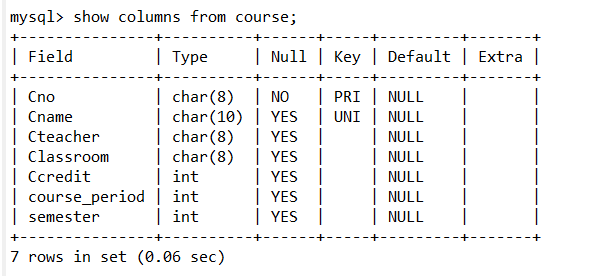 mysql> show columns from course;
+---------------+----------+------+-----+---------+-------+
| Field         | Type     | Null | Key | Default | Extra |
+---------------+----------+------+-----+---------+-------+
| Cno           | char(8)  | NO   | PRI | NULL    |       |
| Cname         | char(10) | YES  | UNI | NULL    |       |
| Cteacher      | char(8)  | YES  |     | NULL    |       |
| Classroom     | char(8)  | YES  |     | NULL    |       |
| Ccredit       | int      | YES  |     | NULL    |       |
| course_period | int      | YES  |     | NULL    |       |
| semester      | int      | YES  |     | NULL    |       |
+---------------+----------+------+-----+---------+-------+
7 rows in set (0.06 sec)